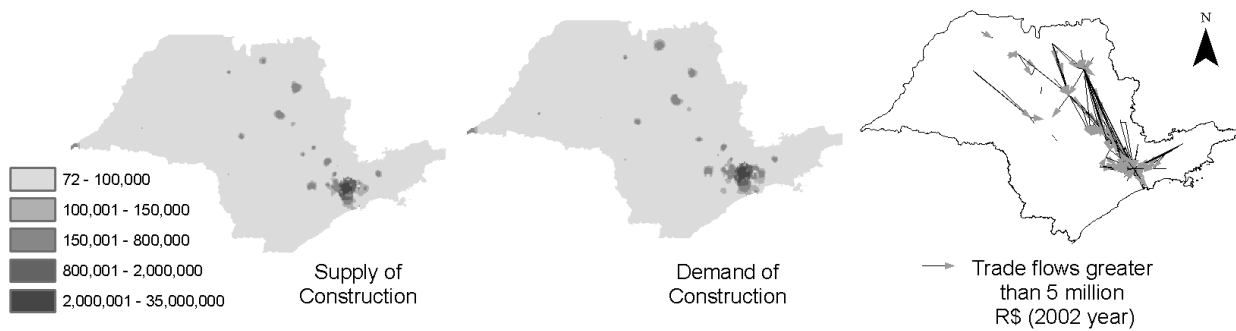 N
72 - 100,000
100,001 - 150,000
150,001 - 800,000
800,001 - 2,000,000
2,000,001 - 35,000,000
Supply of
Construction
Demand of
Construction
Trade flows greater
than 5 million
R$ (2002 year)